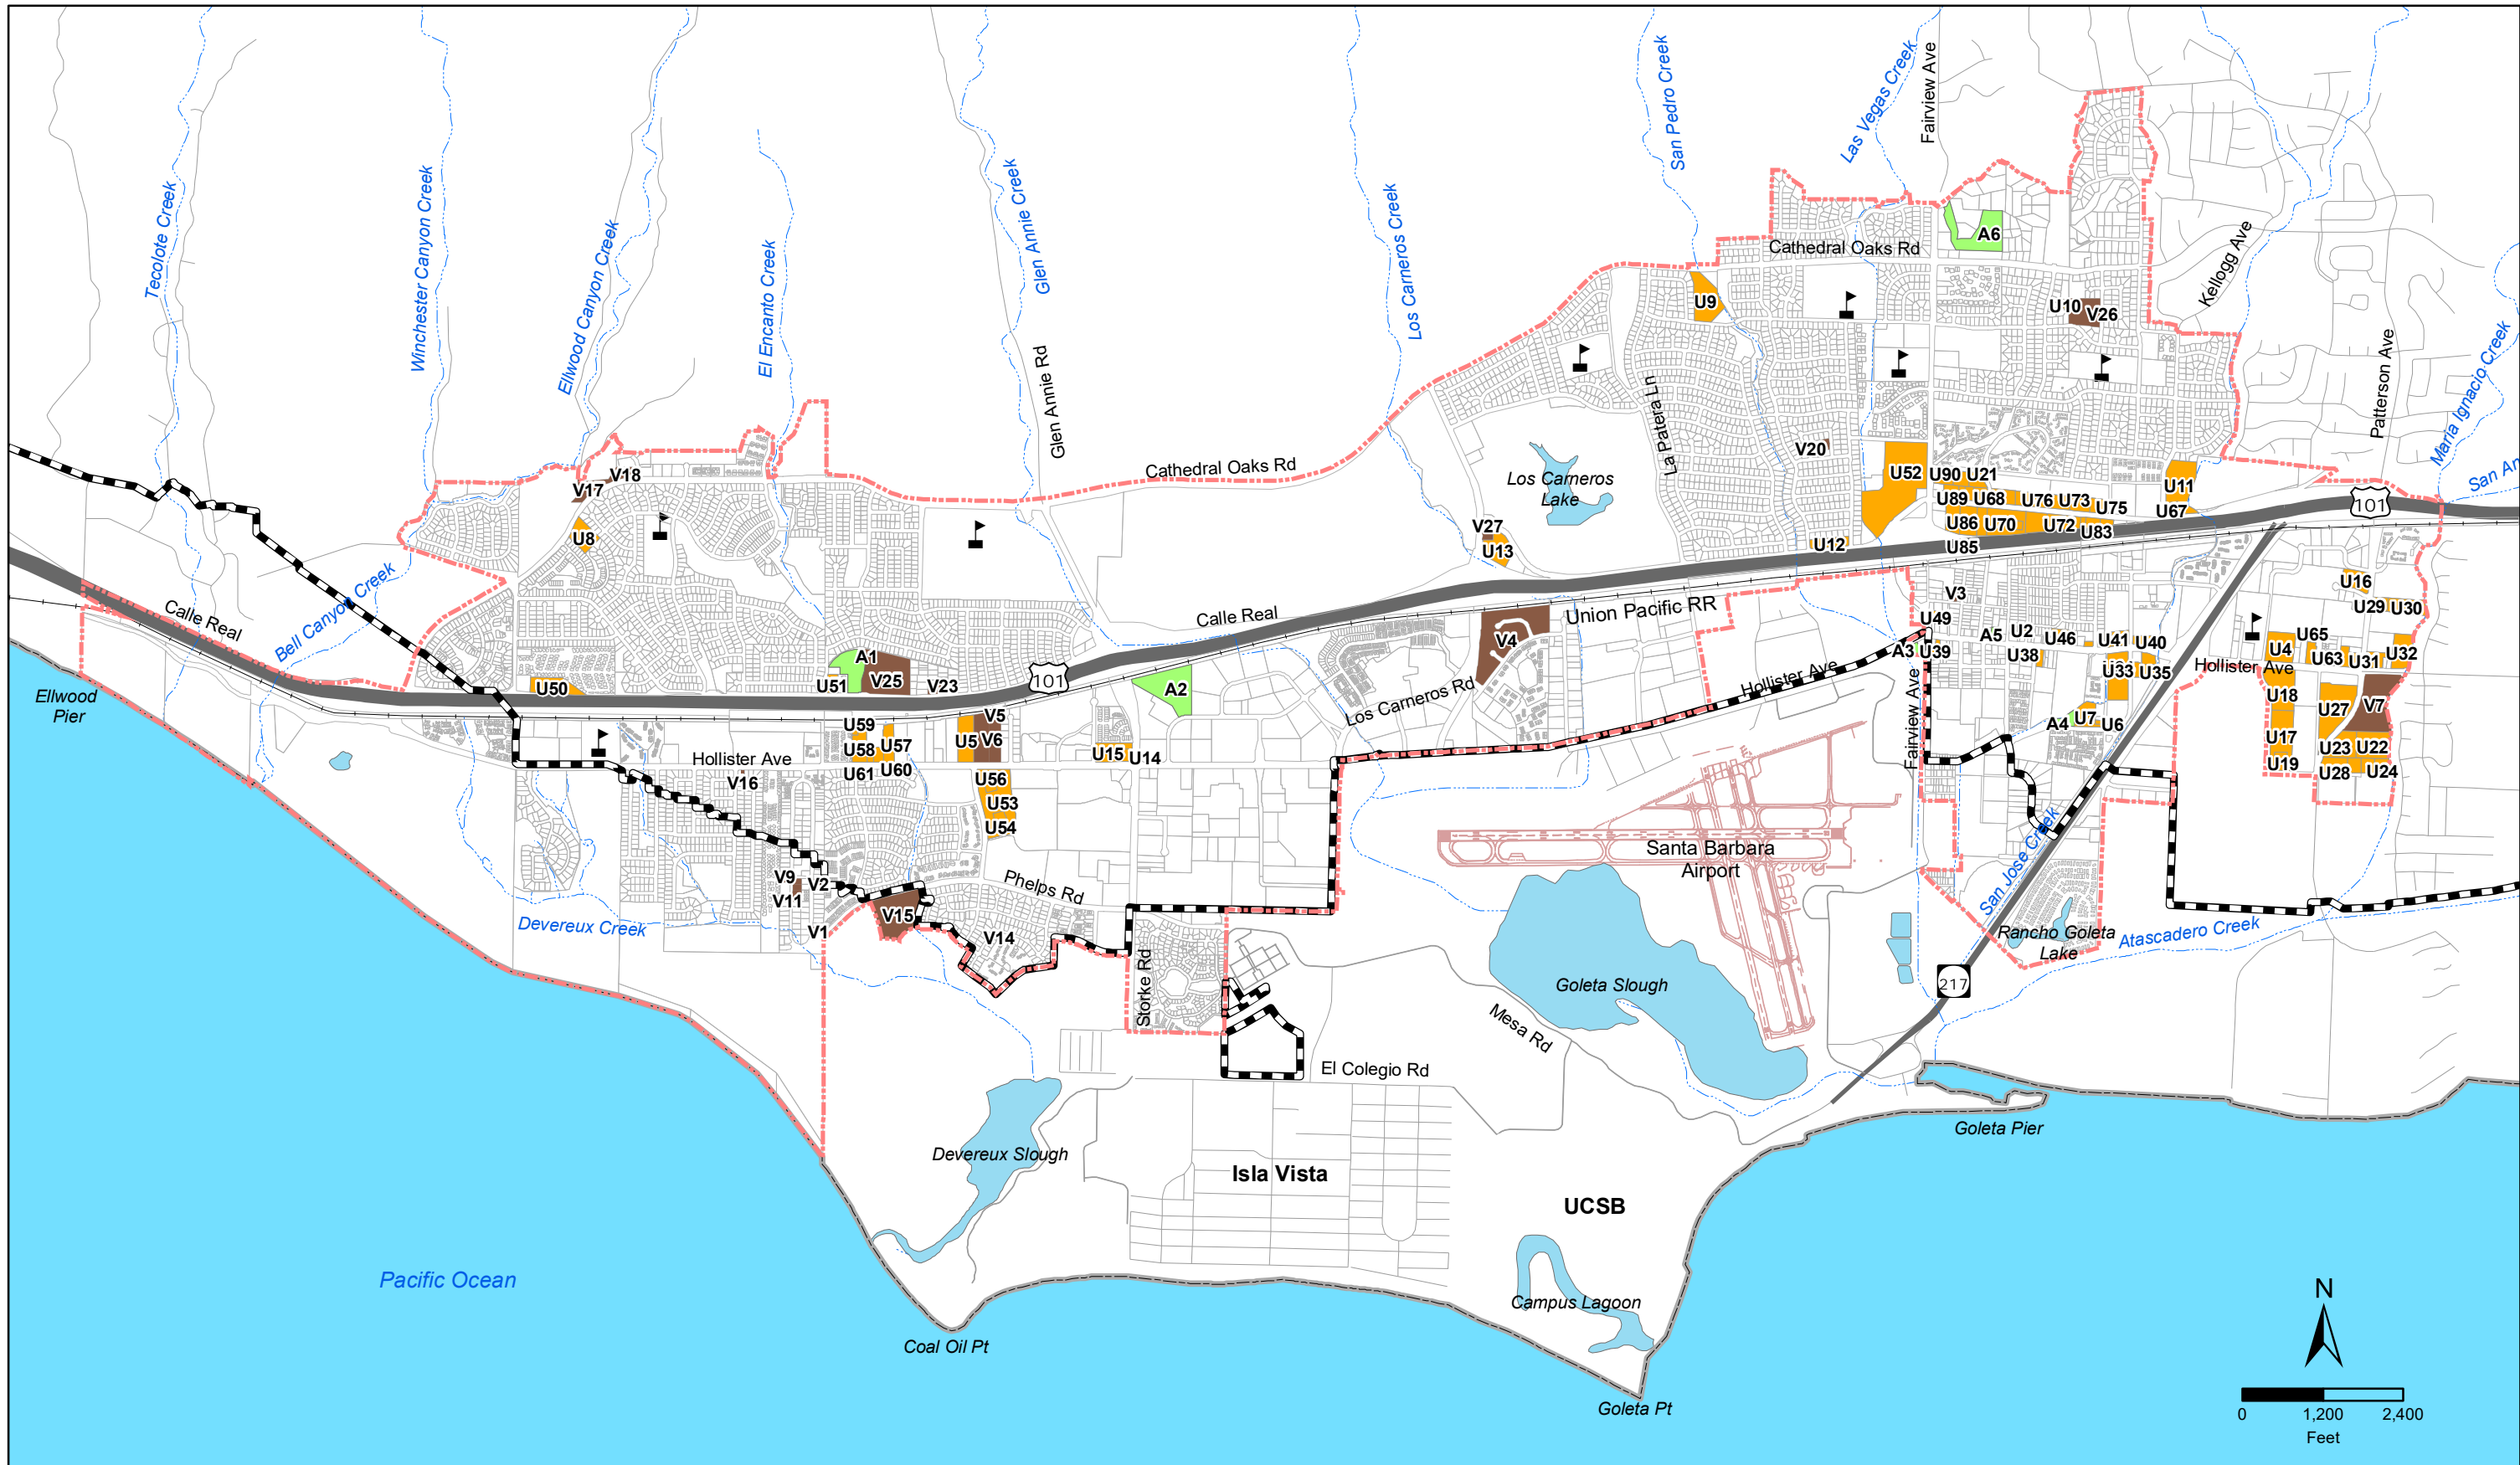 Tecolote Creek
Winchester Canyon Creek
Ellwood Canyon Creek
El Encanto Creek
Glen Annie Creek
Glen Annie Rd
Los Carneros Creek
San Pedro Creek
Las Vegas Creek
Fairview Ave
Kellogg Ave
Patterson Ave
Maria Ignacio Creek
San An
A6
Cathedral Oaks Rd
U9
U10
V26
La Patera Ln
V20
Cathedral Oaks Rd
Los Carneros
Lake
V18
V17
U8
V27
U13
U12
U52
U90
U21
U89
U68
U76
U73
U75
U86
U70
U72
U83
U85
U11
U67
101
Bell Canyon Creek
Calle Real
Calle Real
Union Pacific RR
V3
U49
A5
U2
U46
U41
U40
A3
U39
U38
U33
U35
U16
U29
U30
U65
U4
U63
U31
U32
Hollister Ave
U18
U27
V7
U17
U23
U22
U19
U28
U24
A4
U7
U6
A1
V25
U51
V23
U50
101
A2
V4
Los Carneros Rd
Hollister Ave
Fairview Ave
Ellwood
Pier
U59
U58
U57
U61
U60
U5
V5
V6
U15
U14
Hollister Ave
V16
U56
U53
U54
Santa Barbara
Airport
V9
V2
V11
V1
V15
V14
Phelps Rd
Devereux Creek
Storke Rd
San Jose Creek
Rancho Goleta
Lake
Atascadero Creek
217
Goleta Slough
Mesa Rd
El Colegio Rd
Devereux Slough
Isla Vista
UCSB
Goleta Pier
Pacific Ocean
Campus Lagoon
Coal Oil Pt
Goleta Pt
N
0 1,200 2,400
Feet